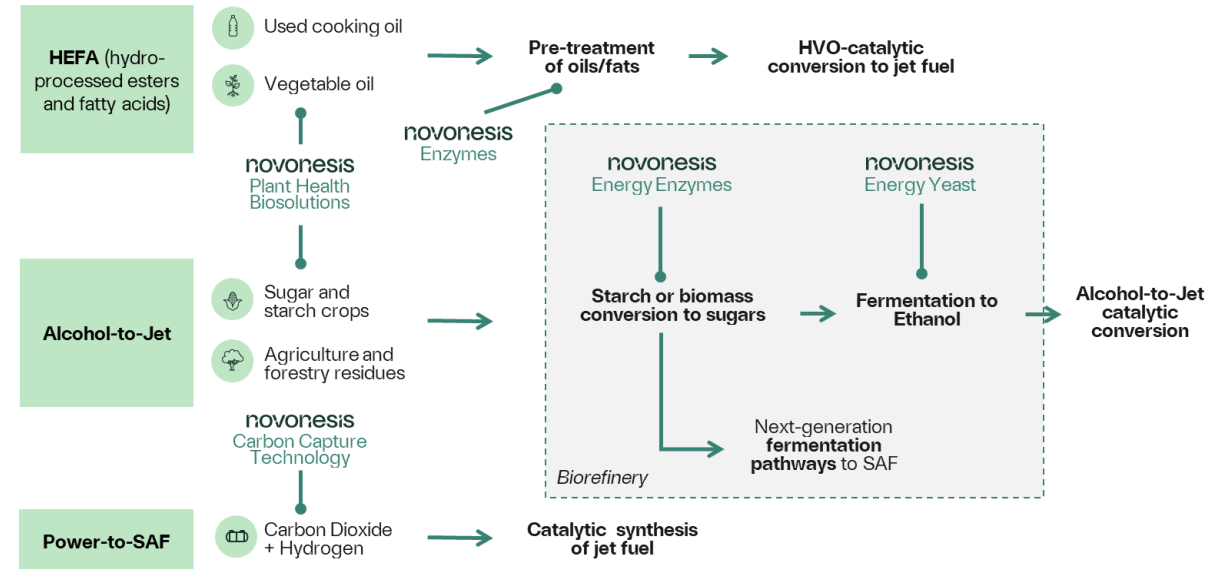 HEFA (hydro-
processed esters
and fatty acids)
Used cooking oil
Vegetable oil
Pre-treatment
of oils/fats
HVO-catalytic
conversion to jet fuel
novonesis
Enzymes
novonesis
Plant Health
Biosolutions
novonesis
Energy Enzymes
novonesis
Energy Yeast
Alcohol-to-Jet
Sugar and
starch crops
Agriculture and
forestry residues
Starch or biomass
conversion to sugars
Fermentation to
Ethanol
Alcohol-to-Jet
catalytic
conversion
Next-generation
fermentation
pathways to SAF
Biorefinery
novonesis
Carbon Capture
Technology
Power-to-SAF
Carbon Dioxide
+ Hydrogen
Catalytic synthesis
of jet fuel